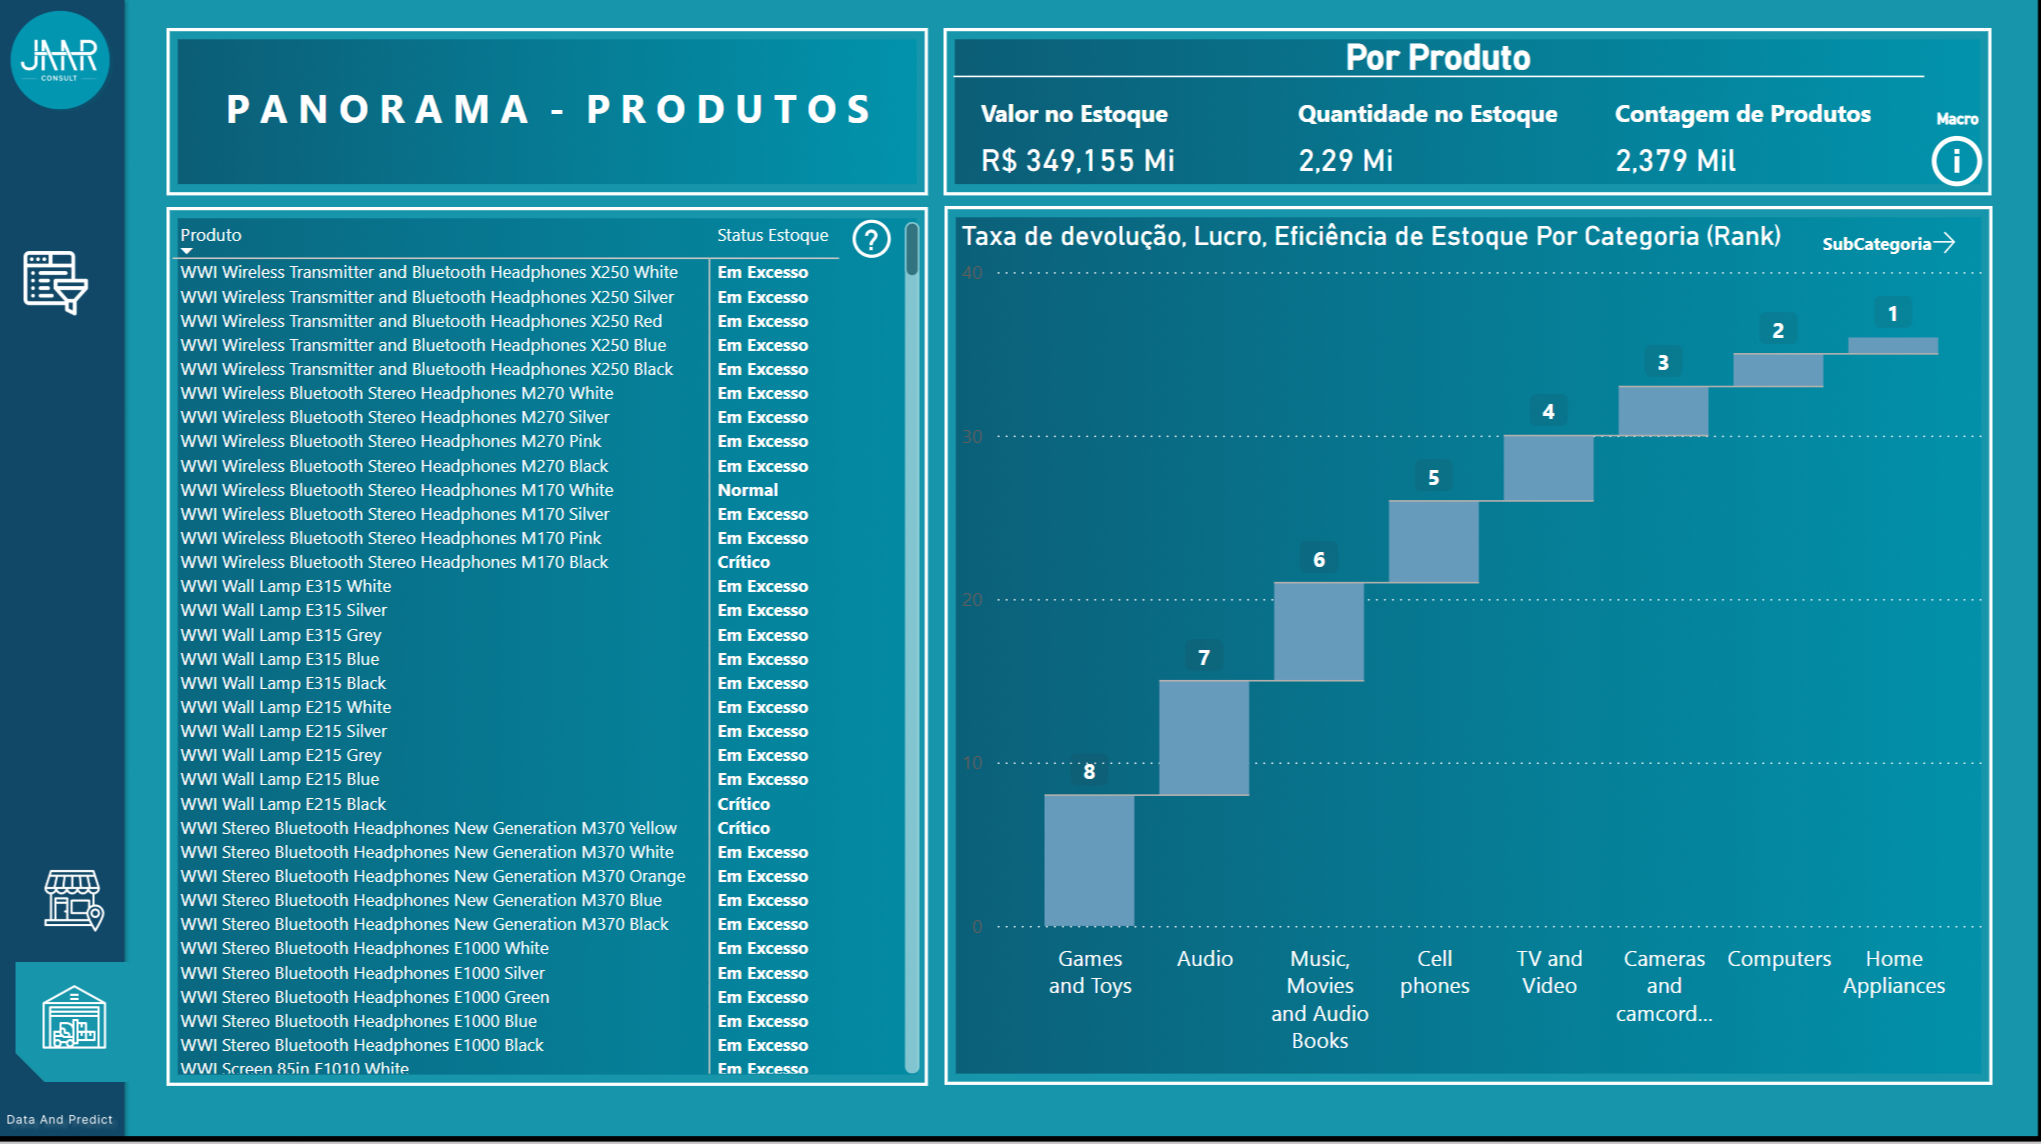 JMR
CONSULT
PANORAMA - PRODUTOS
Por Produto
Valor no Estoque Quantidade no Estoque Contagem de Produtos Macro
R$ 349,155 Mi 2,29 Mi 2,379 Mil i
Produto Status Estoque ?
WWI Wireless Transmitter and Bluetooth Headphones X250 White Em Excesso
WWI Wireless Transmitter and Bluetooth Headphones X250 Silver Em Excesso
WWI Wireless Transmitter and Bluetooth Headphones X250 Red Em Excesso
WWI Wireless Transmitter and Bluetooth Headphones X250 Blue Em Excesso
WWI Wireless Transmitter and Bluetooth Headphones X250 Black Em Excesso
WWI Wireless Bluetooth Stereo Headphones M270 White Em Excesso
WWI Wireless Bluetooth Stereo Headphones M270 Silver Em Excesso
WWI Wireless Bluetooth Stereo Headphones M270 Pink Em Excesso
WWI Wireless Bluetooth Stereo Headphones M270 Black Em Excesso
WWI Wireless Bluetooth Stereo Headphones M170 White Normal
WWI Wireless Bluetooth Stereo Headphones M170 Silver Em Excesso
WWI Wireless Bluetooth Stereo Headphones M170 Pink Em Excesso
WWI Wireless Bluetooth Stereo Headphones M170 Black Crítico
WWI Wall Lamp E315 White Em Excesso
WWI Wall Lamp E315 Silver Em Excesso
WWI Wall Lamp E315 Grey Em Excesso
WWI Wall Lamp E315 Blue Em Excesso
WWI Wall Lamp E315 Black Em Excesso
WWI Wall Lamp E215 White Em Excesso
WWI Wall Lamp E215 Silver Em Excesso
WWI Wall Lamp E215 Grey Em Excesso
WWI Wall Lamp E215 Blue Em Excesso
WWI Wall Lamp E215 Black Crítico
WWI Stereo Bluetooth Headphones New Generation M370 Yellow Crítico
WWI Stereo Bluetooth Headphones New Generation M370 White Em Excesso
WWI Stereo Bluetooth Headphones New Generation M370 Orange Em Excesso
WWI Stereo Bluetooth Headphones New Generation M370 Blue Em Excesso
WWI Stereo Bluetooth Headphones New Generation M370 Black Em Excesso
WWI Stereo Bluetooth Headphones E1000 White Em Excesso
WWI Stereo Bluetooth Headphones E1000 Silver Em Excesso
WWI Stereo Bluetooth Headphones E1000 Green Em Excesso
WWI Stereo Bluetooth Headphones E1000 Blue Em Excesso
WWI Stereo Bluetooth Headphones E1000 Black Em Excesso
WWI Screen 85in E1010 White Em Excesso
Taxa de devolução, Lucro, Eficiência de Estoque Por Categoria (Rank) SubCategoria
40
30
20
10
0
8
7
6
5
4
3
2
1
Games and Toys
Audio
Music, Movies and Audio Books
Cell phones
TV and Video
Cameras and camcord...
Computers
Home Appliances
Data And Predict